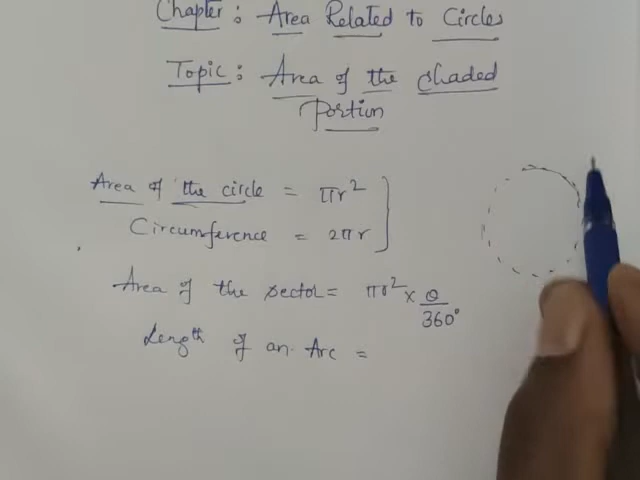 Chapter: Area Related to Circles
Topic: Area of the shaded
Portion
Area of the circle = πr²
Circumference = 2πr
Area of the sector = πr² × θ/360°
Length of an Arc =